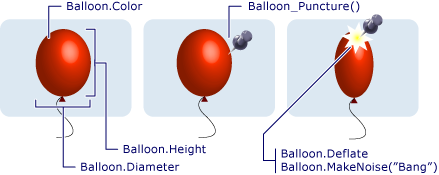 Balloon.Color
Balloon_Puncture()
Balloon.Height
Balloon.Diameter
Balloon.Deflate
Balloon.MakeNoise("Bang")